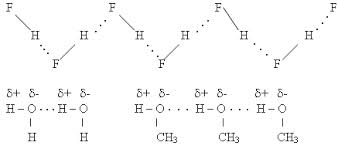 F F F F
H H H H H H
F F F
δ+ δ- δ+ δ- δ+ δ- δ+ δ- δ+ δ-
H–O···H–O H–O···H–O···H–O
H H CH₃ CH₃ CH₃